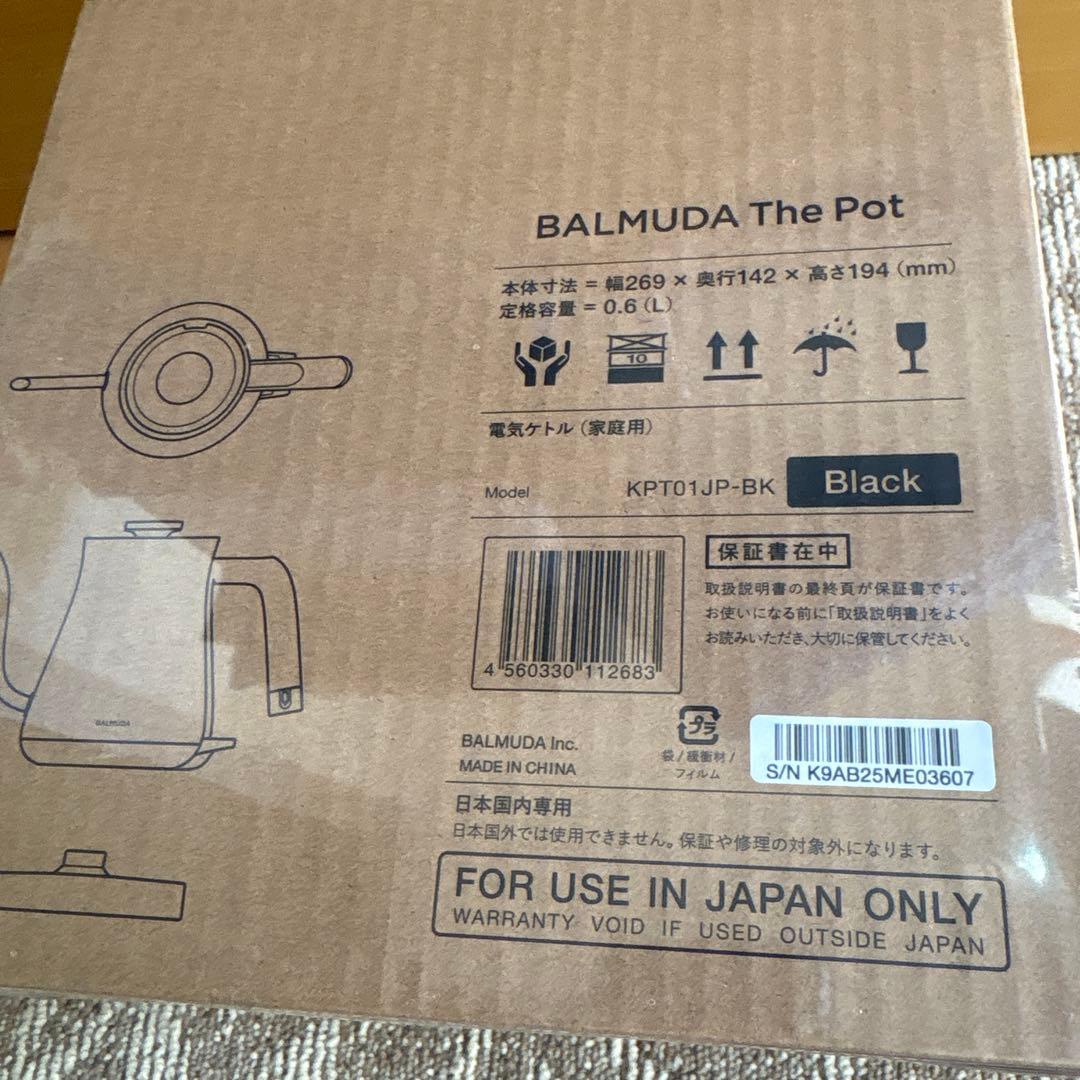 BALMUDA The Pot
本体寸法 = 幅269 × 奥行142 × 高さ194（mm）
定格容量 = 0.6（L）
10
電気ケトル（家庭用）
Model KPT01JP-BK Black
4 560330 112683
保証書在中
取扱説明書の最終頁が保証書です。
お使いになる前に「取扱説明書」をよく
お読みいただき、大切に保管してください。
BALMUDA
BALMUDA Inc.
MADE IN CHINA
プラ
袋/緩衝材/
フィルム
S/N K9AB25ME03607
日本国内専用
日本国外では使用できません。保証や修理の対象外になります。
FOR USE IN JAPAN ONLY
WARRANTY VOID IF USED OUTSIDE JAPAN